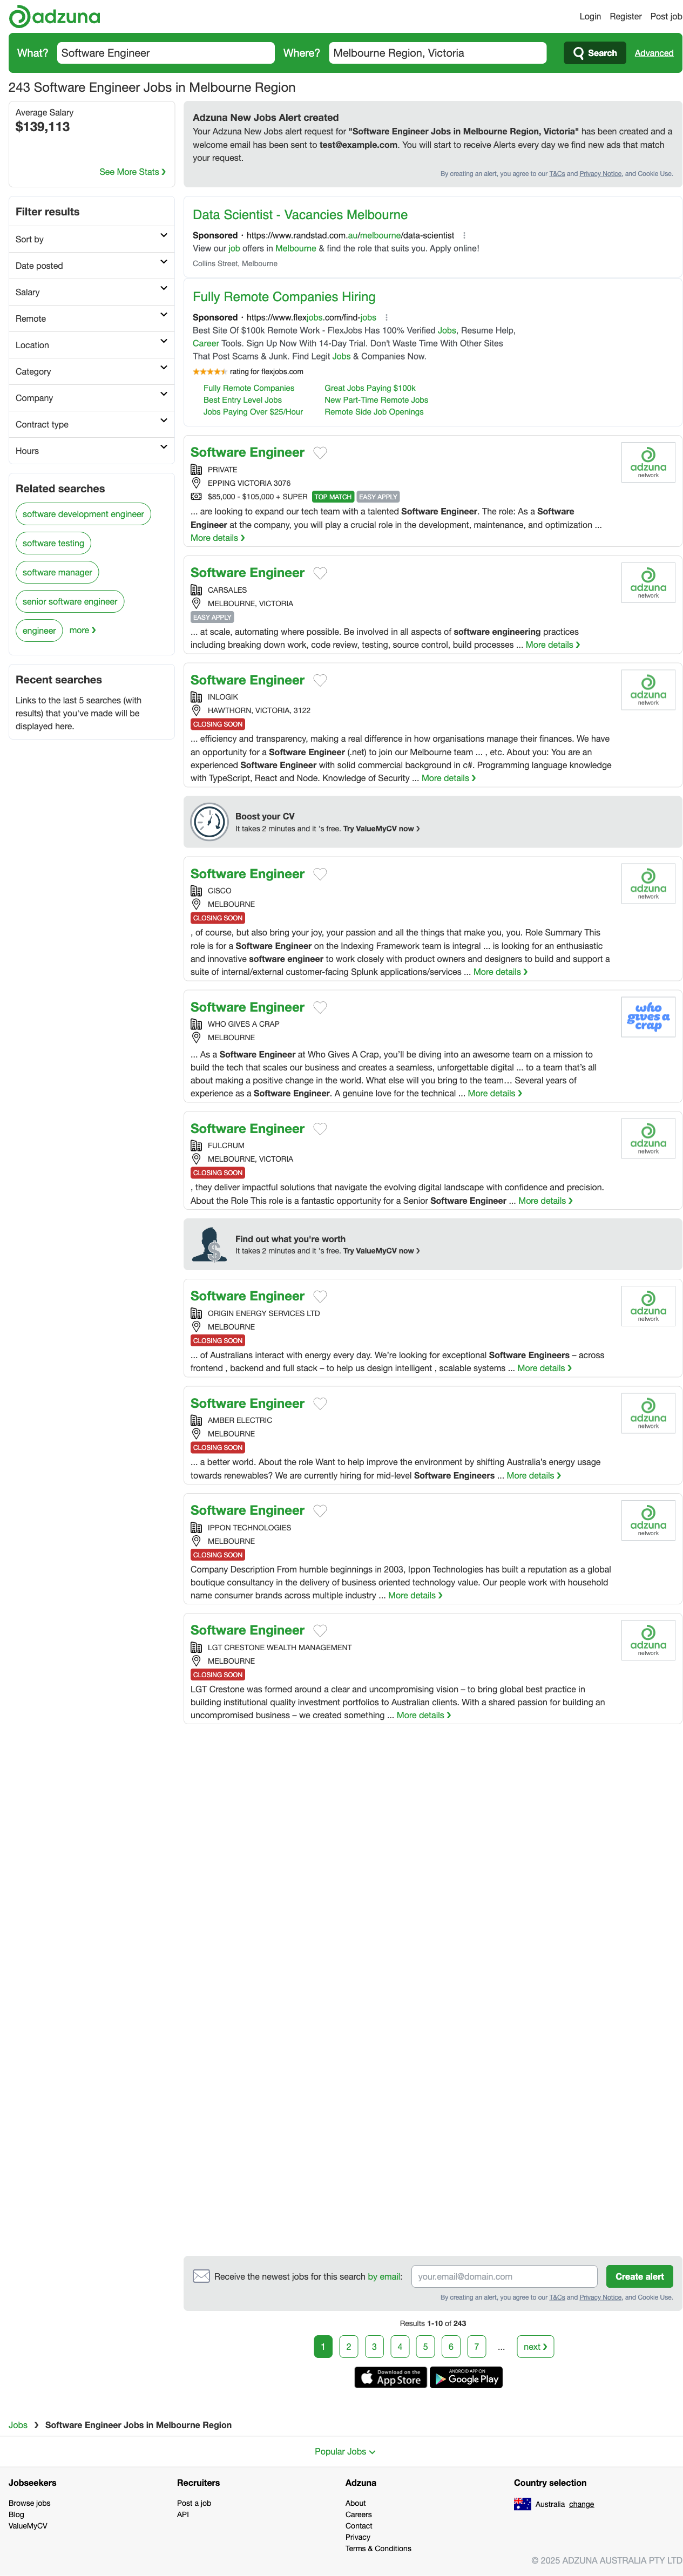 adzuna
Login Register Post job
What? Software Engineer Where? Melbourne Region, Victoria Search Advanced
243 Software Engineer Jobs in Melbourne Region
Average Salary
$139,113
See More Stats
Adzuna New Jobs Alert created
Your Adzuna New Jobs alert request for "Software Engineer Jobs in Melbourne Region, Victoria" has been created and a
welcome email has been sent to test@example.com. You will start to receive Alerts every day we find new ads that match
your request.
By creating an alert, you agree to our T&Cs and Privacy Notice, and Cookie Use.
Filter results
Sort by
Date posted
Salary
Remote
Location
Category
Company
Contract type
Hours
Related searches
software development engineer
software testing
software manager
senior software engineer
engineer more
Recent searches
Links to the last 5 searches (with
results) that you've made will be
displayed here.
Data Scientist - Vacancies Melbourne
Sponsored · https://www.randstad.com.au/melbourne/data-scientist
View our job offers in Melbourne & find the role that suits you. Apply online!
Collins Street, Melbourne
Fully Remote Companies Hiring
Sponsored · https://www.flexjobs.com/find-jobs
Best Site Of $100k Remote Work - FlexJobs Has 100% Verified Jobs, Resume Help,
Career Tools. Sign Up Now With 14-Day Trial. Don't Waste Time With Other Sites
That Post Scams & Junk. Find Legit Jobs & Companies Now.
rating for flexjobs.com
Fully Remote Companies Great Jobs Paying $100k
Best Entry Level Jobs New Part-Time Remote Jobs
Jobs Paying Over $25/Hour Remote Side Job Openings
Software Engineer
PRIVATE
EPPING VICTORIA 3076
$85,000 - $105,000 + SUPER TOP MATCH EASY APPLY
... are looking to expand our tech team with a talented Software Engineer. The role: As a Software
Engineer at the company, you will play a crucial role in the development, maintenance, and optimization ...
More details
adzuna
network
Software Engineer
CARSALES
MELBOURNE, VICTORIA
EASY APPLY
... at scale, automating where possible. Be involved in all aspects of software engineering practices
including breaking down work, code review, testing, source control, build processes ... More details
adzuna
network
Software Engineer
INLOGIK
HAWTHORN, VICTORIA, 3122
CLOSING SOON
... efficiency and transparency, making a real difference in how organisations manage their finances. We have
an opportunity for a Software Engineer (.net) to join our Melbourne team ... , etc. About you: You are an
experienced Software Engineer with solid commercial background in c#. Programming language knowledge
with TypeScript, React and Node. Knowledge of Security ... More details
adzuna
network
Boost your CV
It takes 2 minutes and it 's free. Try ValueMyCV now
Software Engineer
CISCO
MELBOURNE
CLOSING SOON
, of course, but also bring your joy, your passion and all the things that make you, you. Role Summary This
role is for a Software Engineer on the Indexing Framework team is integral ... is looking for an enthusiastic
and innovative software engineer to work closely with product owners and designers to build and support a
suite of internal/external customer-facing Splunk applications/services ... More details
adzuna
network
Software Engineer
WHO GIVES A CRAP
MELBOURNE
... As a Software Engineer at Who Gives A Crap, you'll be diving into an awesome team on a mission to
build the tech that scales our business and creates a seamless, unforgettable digital ... to a team that's all
about making a positive change in the world. What else will you bring to the team… Several years of
experience as a Software Engineer. A genuine love for the technical ... More details
who
gives a
crap
Software Engineer
FULCRUM
MELBOURNE, VICTORIA
CLOSING SOON
, they deliver impactful solutions that navigate the evolving digital landscape with confidence and precision.
About the Role This role is a fantastic opportunity for a Senior Software Engineer ... More details
adzuna
network
Find out what you're worth
It takes 2 minutes and it 's free. Try ValueMyCV now
Software Engineer
ORIGIN ENERGY SERVICES LTD
MELBOURNE
CLOSING SOON
... of Australians interact with energy every day. We're looking for exceptional Software Engineers – across
frontend , backend and full stack – to help us design intelligent , scalable systems ... More details
adzuna
network
Software Engineer
AMBER ELECTRIC
MELBOURNE
CLOSING SOON
... a better world. About the role Want to help improve the environment by shifting Australia's energy usage
towards renewables? We are currently hiring for mid-level Software Engineers ... More details
adzuna
network
Software Engineer
IPPON TECHNOLOGIES
MELBOURNE
CLOSING SOON
Company Description From humble beginnings in 2003, Ippon Technologies has built a reputation as a global
boutique consultancy in the delivery of business oriented technology value. Our people work with household
name consumer brands across multiple industry ... More details
adzuna
network
Software Engineer
LGT CRESTONE WEALTH MANAGEMENT
MELBOURNE
CLOSING SOON
LGT Crestone was formed around a clear and uncompromising vision – to bring global best practice in
building institutional quality investment portfolios to Australian clients. With a shared passion for building an
uncompromised business – we created something ... More details
adzuna
network
Receive the newest jobs for this search by email: your.email@domain.com Create alert
By creating an alert, you agree to our T&Cs and Privacy Notice, and Cookie Use.
Results 1-10 of 243
1 2 3 4 5 6 7 ... next
Download on the App Store ANDROID APP ON Google Play
Jobs Software Engineer Jobs in Melbourne Region
Popular Jobs
Jobseekers Recruiters Adzuna Country selection
Browse jobs Post a job About Australia change
Blog API Careers
ValueMyCV Contact
Privacy
Terms & Conditions
© 2025 ADZUNA AUSTRALIA PTY LTD